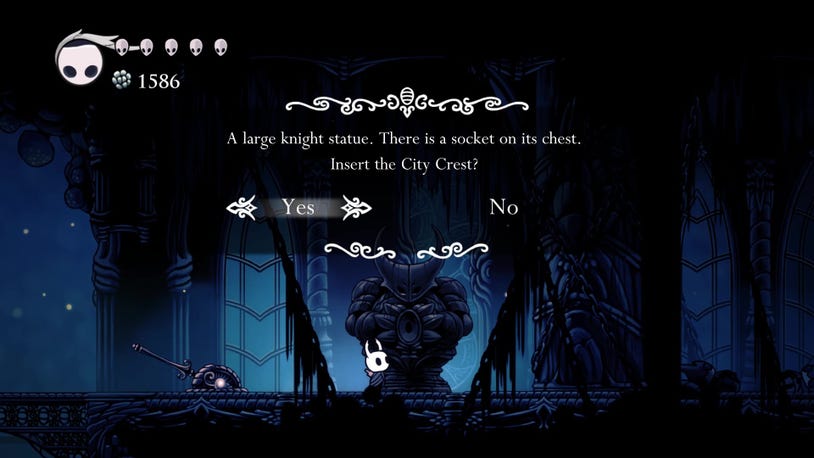 1586
A large knight statue. There is a socket on its chest.
Insert the City Crest?
Yes No